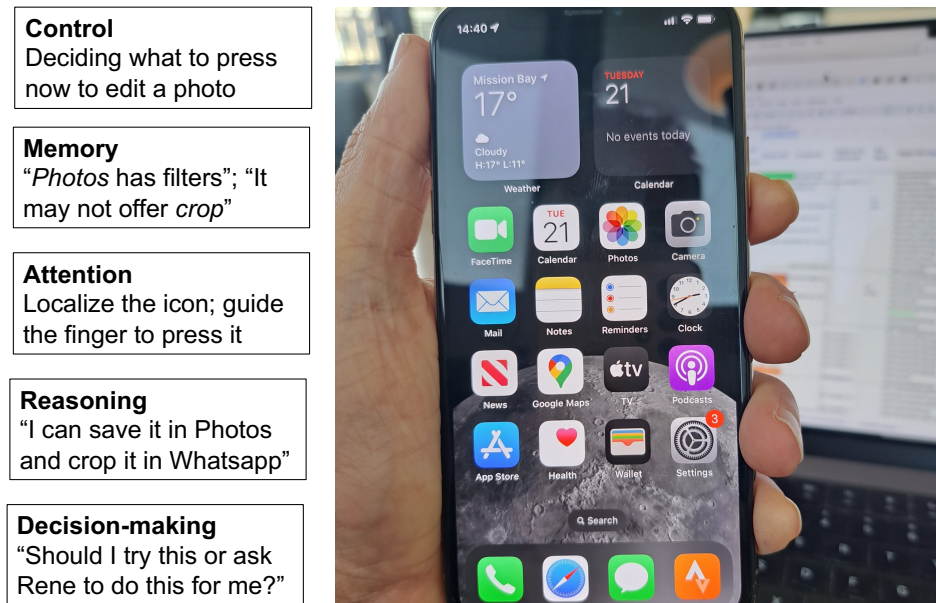 Control
Deciding what to press
now to edit a photo
Memory
“Photos has filters”; “It
may not offer crop”
Attention
Localize the icon; guide
the finger to press it
Reasoning
“I can save it in Photos
and crop it in Whatsapp”
Decision-making
“Should I try this or ask
Rene to do this for me?”
14:40
Mission Bay
17°
Cloudy
H:17° L:11°
Weather
TUESDAY
21
No events today
Calendar
TUE
21
FaceTime Calendar Photos Camera
Mail Notes Reminders Clock
tv
News Google Maps TV Podcasts
3
App Store Health Wallet Settings
Search